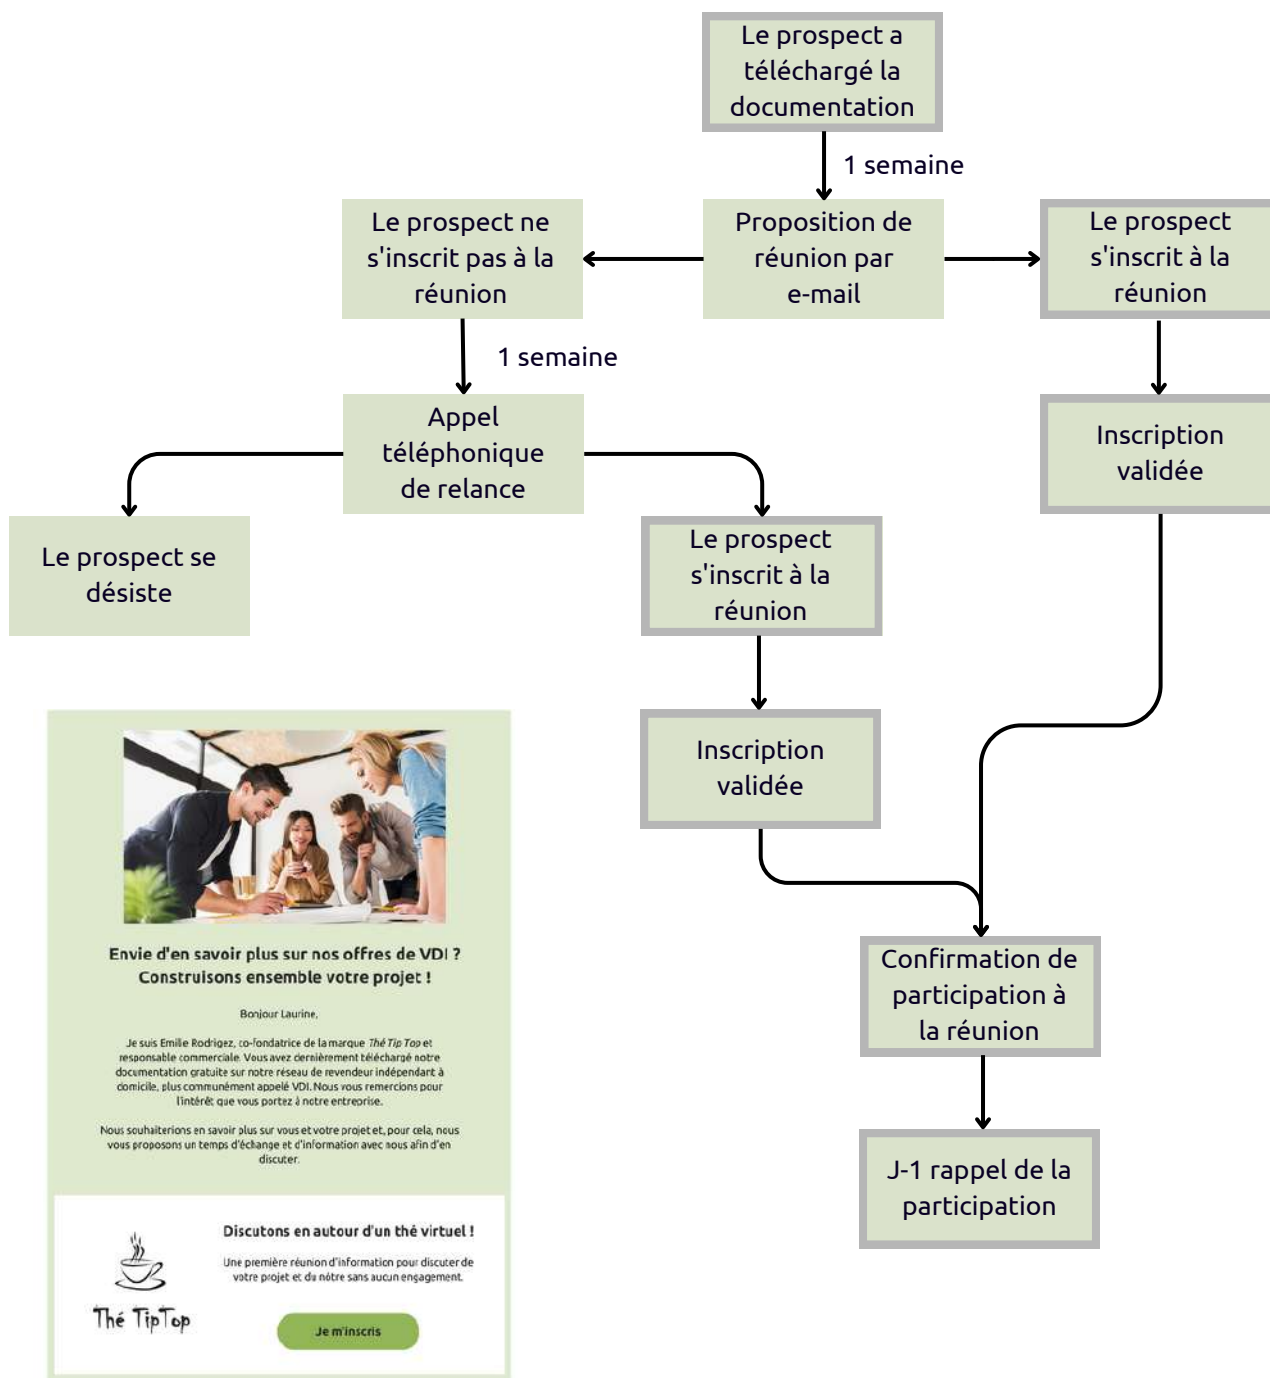 Le prospect a
téléchargé la
documentation
1 semaine
Le prospect ne
s'inscrit pas à la
réunion
Proposition de
réunion par
e-mail
Le prospect
s'inscrit à la
réunion
1 semaine
Appel
téléphonique
de relance
Inscription
validée
Le prospect se
désiste
Le prospect
s'inscrit à la
réunion
Inscription
validée
Confirmation de
participation à
la réunion
J-1 rappel de la
participation
Envie d'en savoir plus sur nos offres de VDI ?
Construisons ensemble votre projet !
Bonjour Laurine,
Je suis Emilie Rodrigez, co-fondatrice de la marque Thé Tip Top et
responsable commerciale. Vous avez dernièrement téléchargé notre
documentation gratuite sur notre réseau de revendeur indépendant à
domicile, plus communément appelé VDI. Nous vous remercions pour
l'intérêt que vous portez à notre entreprise.
Nous souhaiterions en savoir plus sur vous et votre projet et, pour cela, nous
vous proposons un temps d'échange et d'information avec nous afin d'en
discuter.
Thé TipTop
Discutons en autour d'un thé virtuel !
Une première réunion d'information pour discuter de
votre projet et du nôtre sans aucun engagement.
Je m'inscris